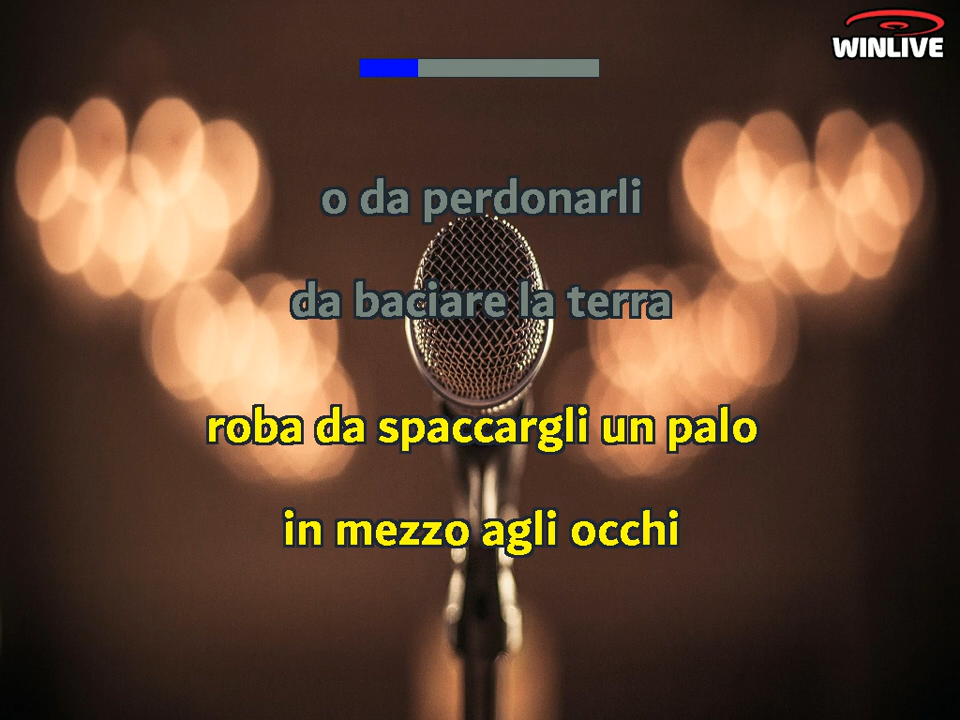 WINLIVE
o da perdonarli
da baciare la terra
roba da spaccargli un palo
in mezzo agli occhi